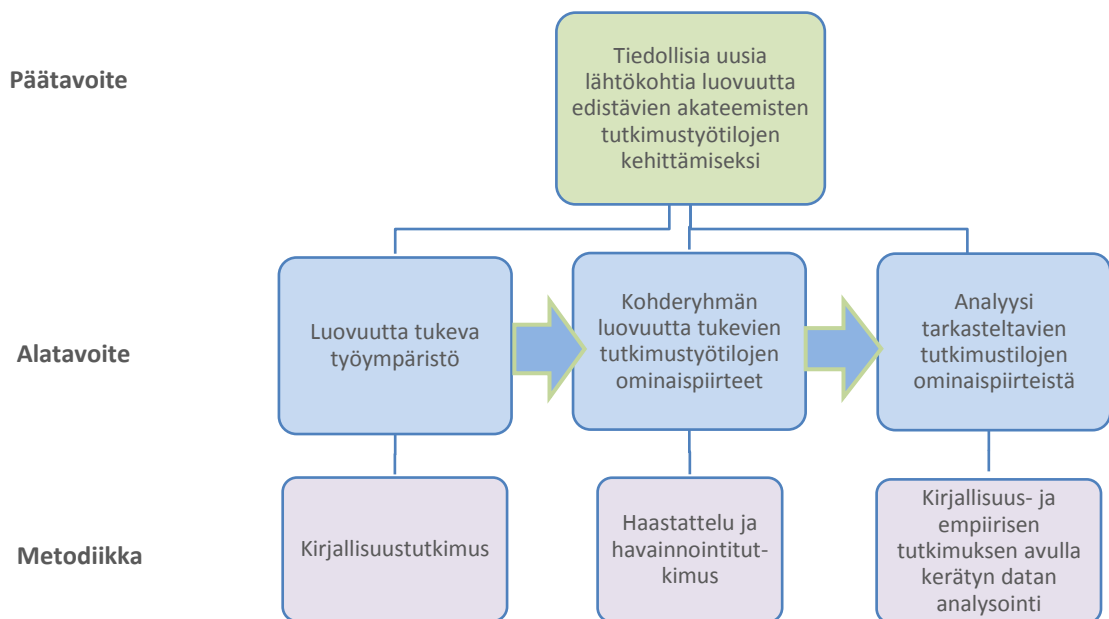 Päätavoite
Tiedollisia uusia
lähtökohtia luovuutta
edistävien akateemisten
tutkimustyötilojen
kehittämiseksi
Alatavoite
Luovuutta tukeva
työympäristö
Kohderyhmän
luovuutta tukevien
tutkimustyötilojen
ominaispiirteet
Analyysi
tarkasteltavien
tutkimustilojen
ominaispiirteistä
Metodiikka
Kirjallisuustutkimus
Haastattelu ja
havainnointitut-
kimus
Kirjallisuus- ja
empiirisen
tutkimuksen avulla
kerätyn datan
analysointi